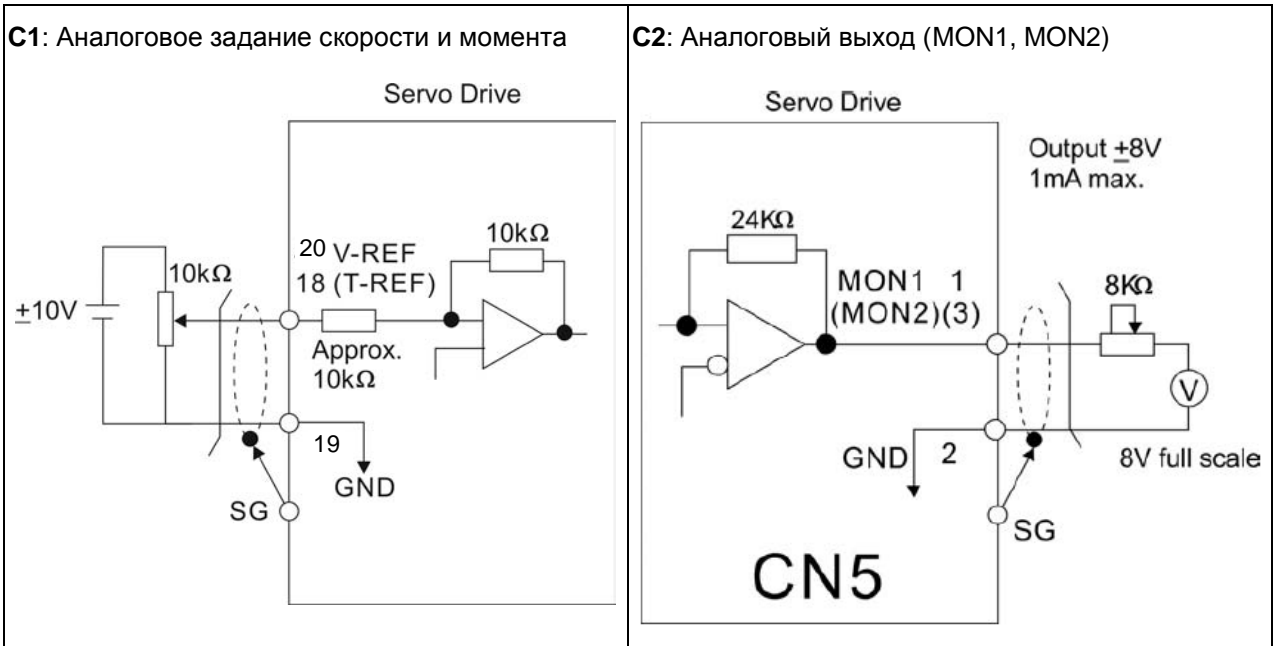 C1: Аналоговое задание скорости и момента
Servo Drive
20 V-REF
18 (T-REF)
10kΩ
10kΩ
±10V
Approx.
10kΩ
19
GND
SG
C2: Аналоговый выход (MON1, MON2)
Servo Drive
Output ±8V
1mA max.
24KΩ
MON1 1
(MON2)(3)
8KΩ
V
GND 2
8V full scale
SG
CN5